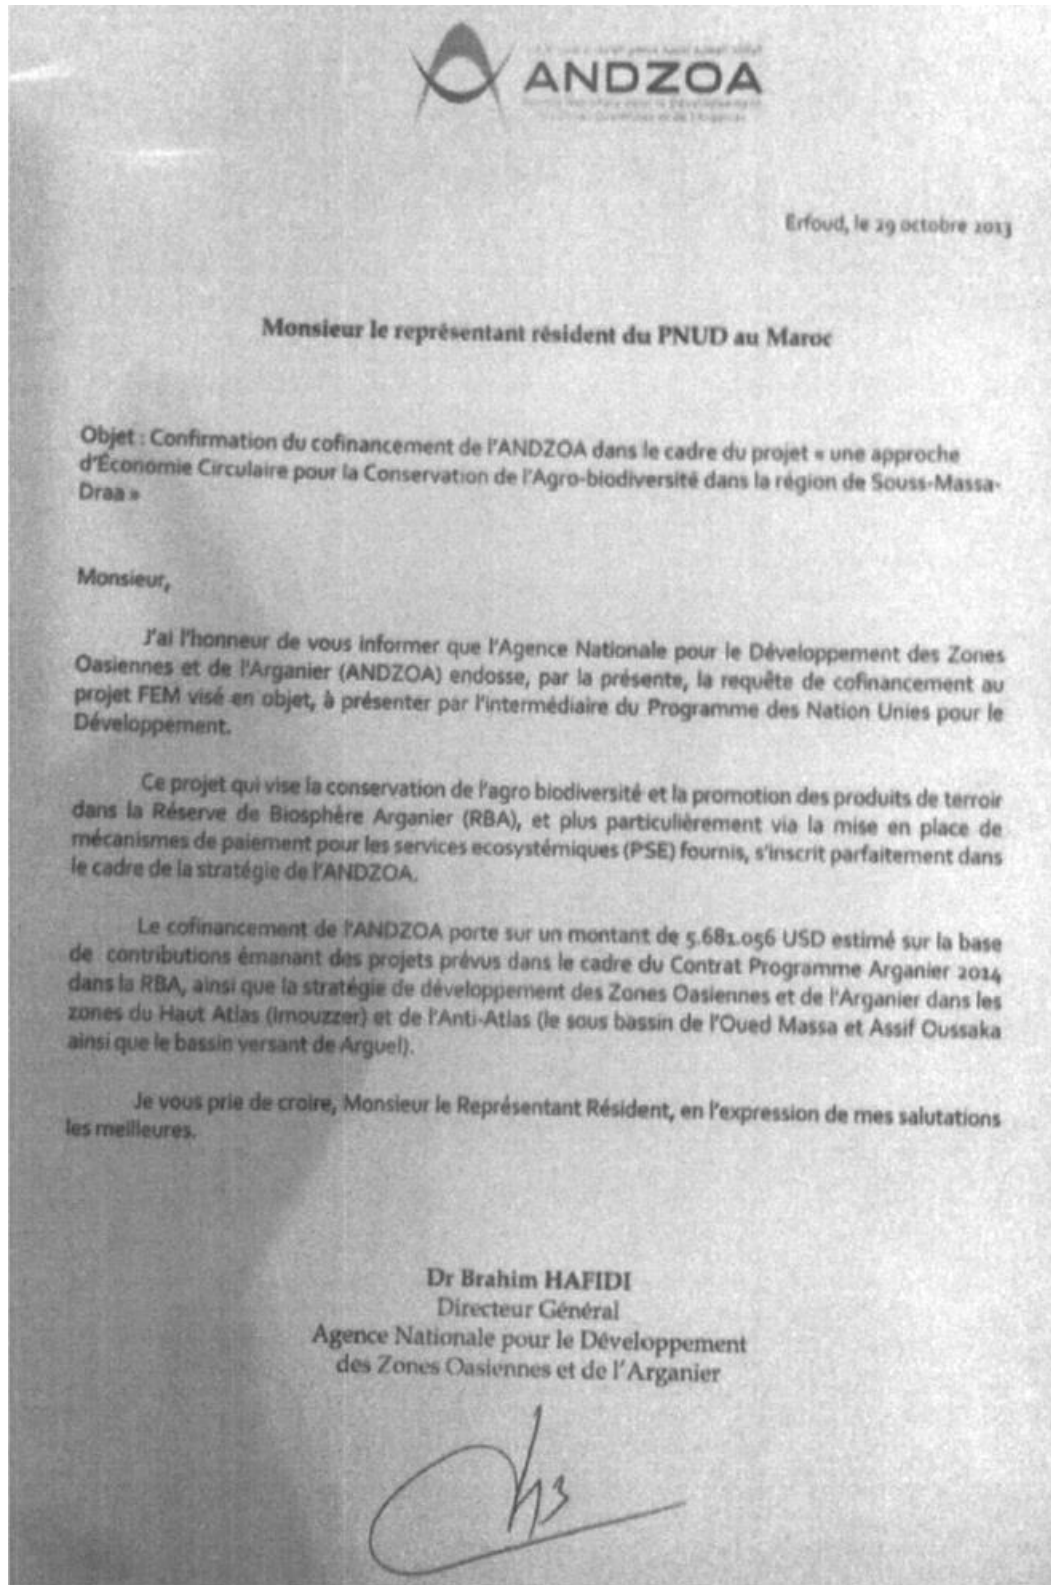 ANDZOA
Erfoud, le 29 octobre 2013
Monsieur le représentant résident du PNUD au Maroc
Objet : Confirmation du cofinancement de l'ANDZOA dans le cadre du projet « une approche
d'Économie Circulaire pour la Conservation de l'Agro-biodiversité dans la région de Souss-Massa-
Draa »
Monsieur,
J'ai l'honneur de vous informer que l'Agence Nationale pour le Développement des Zones
Oasiennes et de l'Arganier (ANDZOA) endosse, par la présente, la requête de cofinancement au
projet FEM visé en objet, à présenter par l'intermédiaire du Programme des Nation Unies pour le
Développement.
Ce projet qui vise la conservation de l'agro biodiversité et la promotion des produits de terroir
dans la Réserve de Biosphère Arganier (RBA), et plus particulièrement via la mise en place de
mécanismes de paiement pour les services ecosystémiques (PSE) fournis, s'inscrit parfaitement dans
le cadre de la stratégie de l'ANDZOA.
Le cofinancement de l'ANDZOA porte sur un montant de 5.681.056 USD estimé sur la base
de contributions émanant des projets prévus dans le cadre du Contrat Programme Arganier 2014
dans la RBA, ainsi que la stratégie de développement des Zones Oasiennes et de l'Arganier dans les
zones du Haut Atlas (Imouzzer) et de l'Anti-Atlas (le sous bassin de l'Oued Massa et Assif Oussaka
ainsi que le bassin versant de Arguel).
Je vous prie de croire, Monsieur le Représentant Résident, en l'expression de mes salutations
les meilleures.
Dr Brahim HAFIDI
Directeur Général
Agence Nationale pour le Développement
des Zones Oasiennes et de l'Arganier